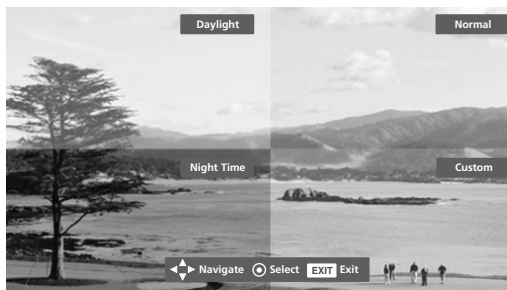 Daylight
Normal
Night Time
Custom
Navigate Select EXIT Exit